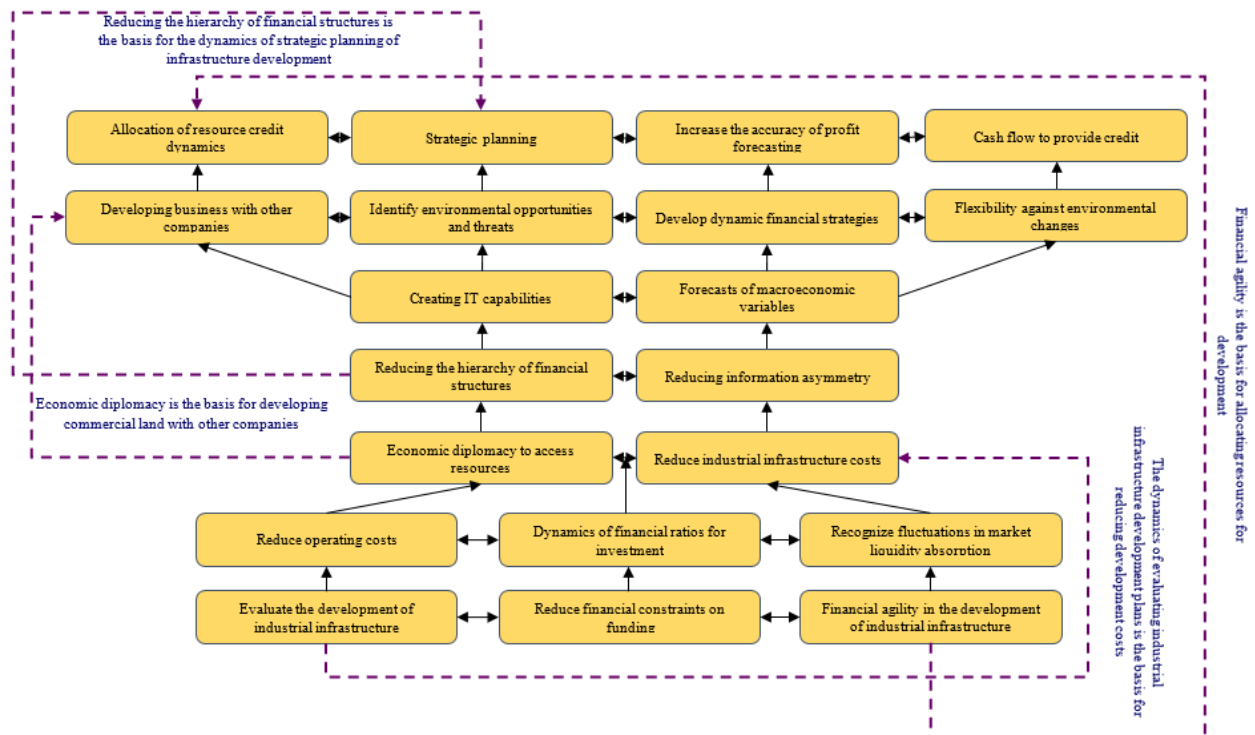 Reducing the hierarchy of financial structures is
the basis for the dynamics of strategic planning of
infrastructure development
Allocation of resource credit
dynamics
Strategic planning
Increase the accuracy of profit
forecasting
Cash flow to provide credit
Developing business with other
companies
Identify environmental opportunities
and threats
Develop dynamic financial strategies
Flexibility against environmental
changes
Creating IT capabilities
Forecasts of macroeconomic
variables
Reducing the hierarchy of financial
structures
Reducing information asymmetry
Economic diplomacy is the basis for developing
commercial land with other companies
Economic diplomacy to access
resources
Reduce industrial infrastructure costs
Reduce operating costs
Dynamics of financial ratios for
investment
Recognize fluctuations in market
liquidity absorption
Evaluate the development of
industrial infrastructure
Reduce financial constraints on
funding
Financial agility in the development
of industrial infrastructure
The dynamics of evaluating industrial
infrastructure development plans is the basis for
reducing development costs
Financial agility is the basis for allocating resources for
development